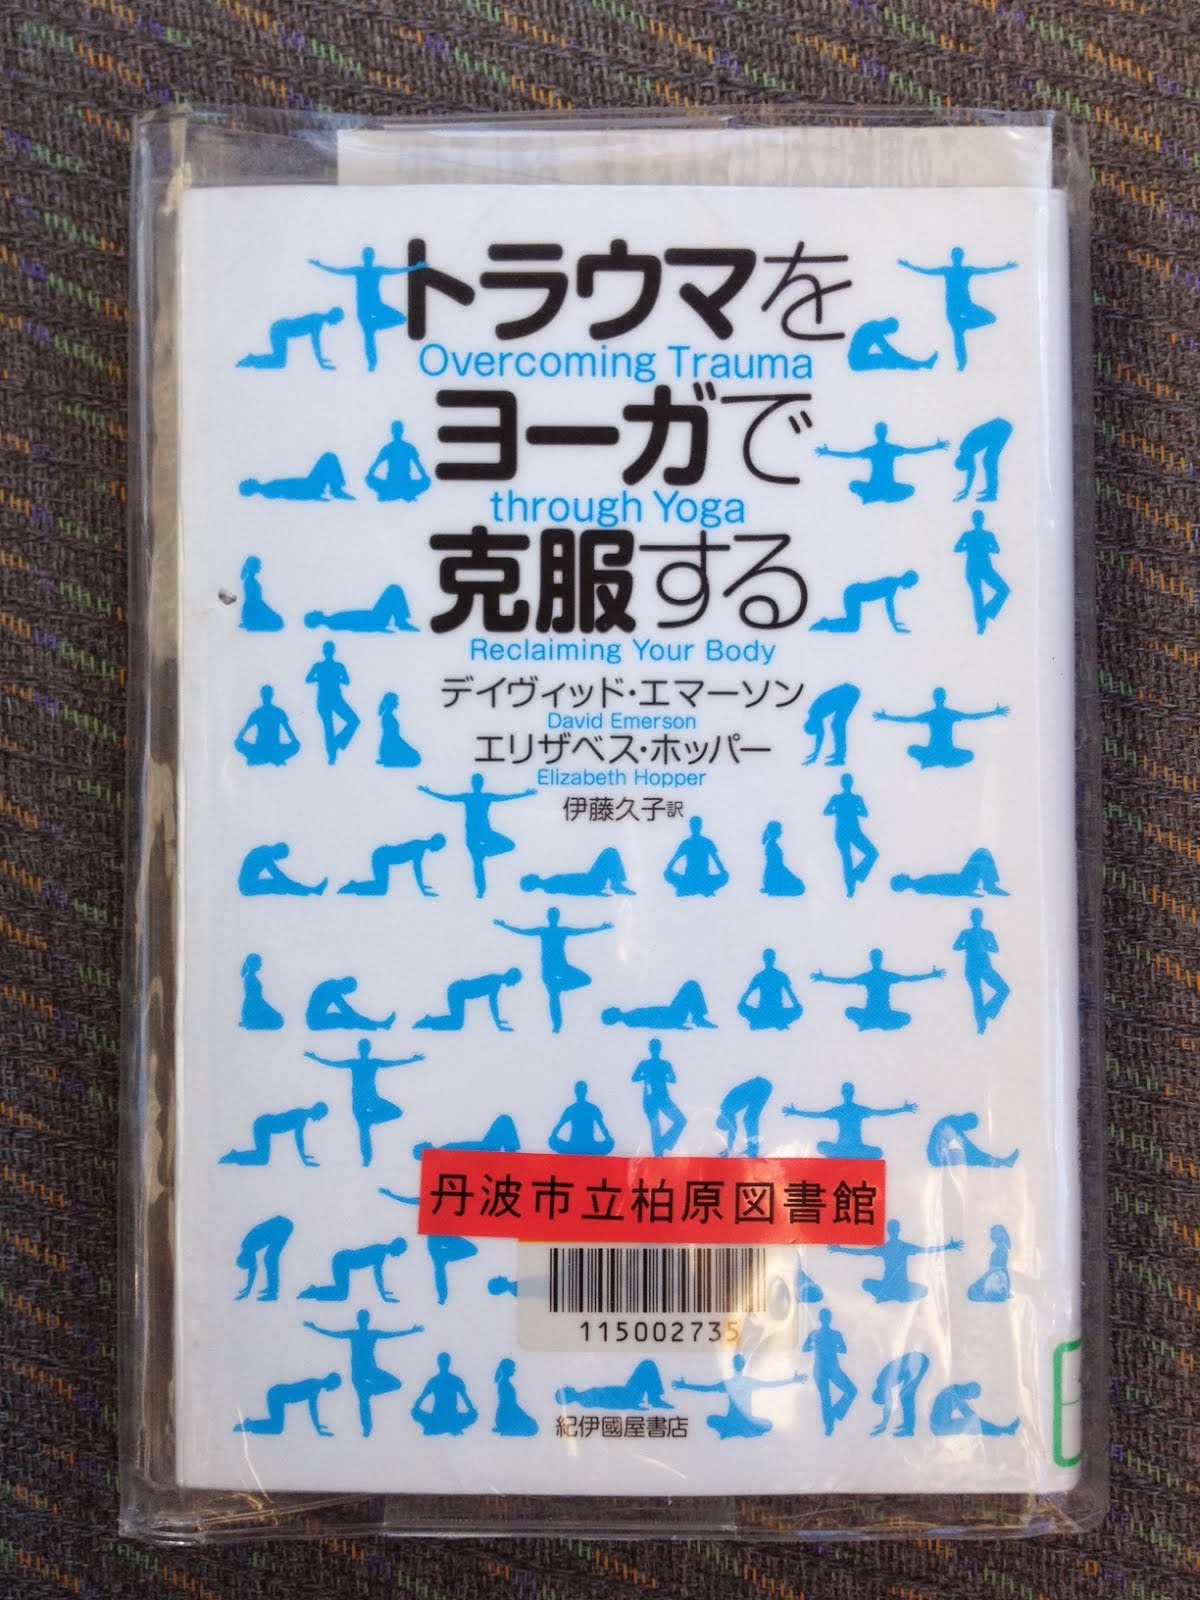 トラウマを
Overcoming Trauma
ヨーガで
through Yoga
克服する
Reclaiming Your Body
デイヴィッド・エマーソン
David Emerson
エリザベス・ホッパー
Elizabeth Hopper
伊藤久子訳
丹波市立柏原図書館
115002735
紀伊國屋書店